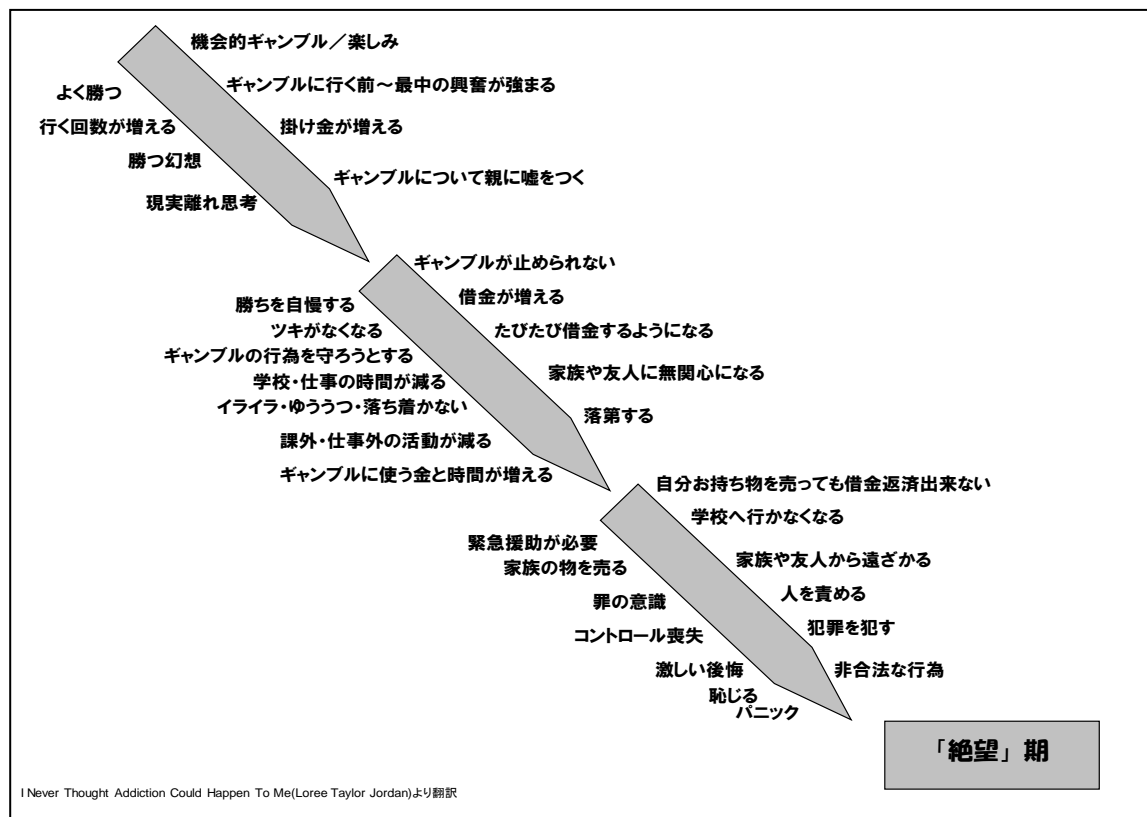 機会的ギャンブル／楽しみ
ギャンブルに行く前～最中の興奮が強まる
よく勝つ
行く回数が増える
掛け金が増える
勝つ幻想
ギャンブルについて親に嘘をつく
現実離れ思考
ギャンブルが止められない
借金が増える
勝ちを自慢する
ツキがなくなる
たびたび借金するようになる
ギャンブルの行為を守ろうとする
家族や友人に無関心になる
学校・仕事の時間が減る
イライラ・ゆううつ・落ち着かない
落第する
課外・仕事外の活動が減る
ギャンブルに使う金と時間が増える
自分お持ち物を売っても借金返済出来ない
学校へ行かなくなる
緊急援助が必要
家族や友人から遠ざかる
家族の物を売る
人を責める
罪の意識
犯罪を犯す
コントロール喪失
激しい後悔
非合法な行為
恥じる
パニック
「絶望」期
I Never Thought Addiction Could Happen To Me(Loree Taylor Jordan)より翻訳